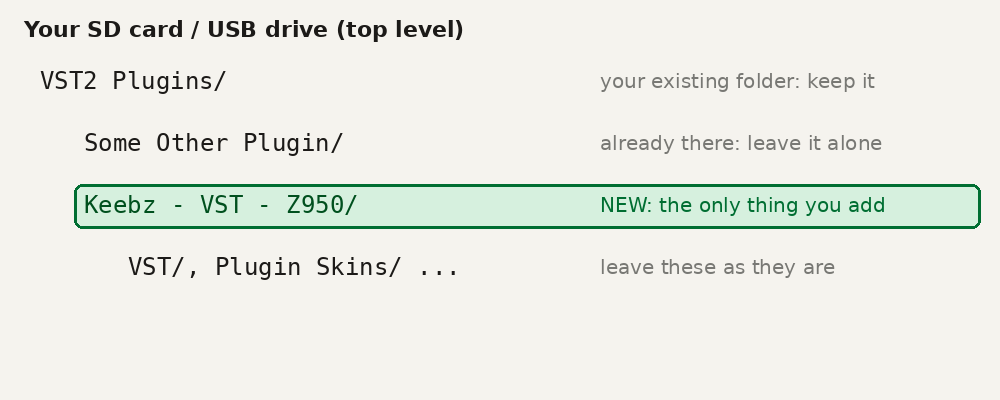 Your SD card / USB drive (top level)
VST2 Plugins/ your existing folder: keep it
Some Other Plugin/ already there: leave it alone
Keebz - VST - Z950/ NEW: the only thing you add
VST/, Plugin Skins/ ... leave these as they are